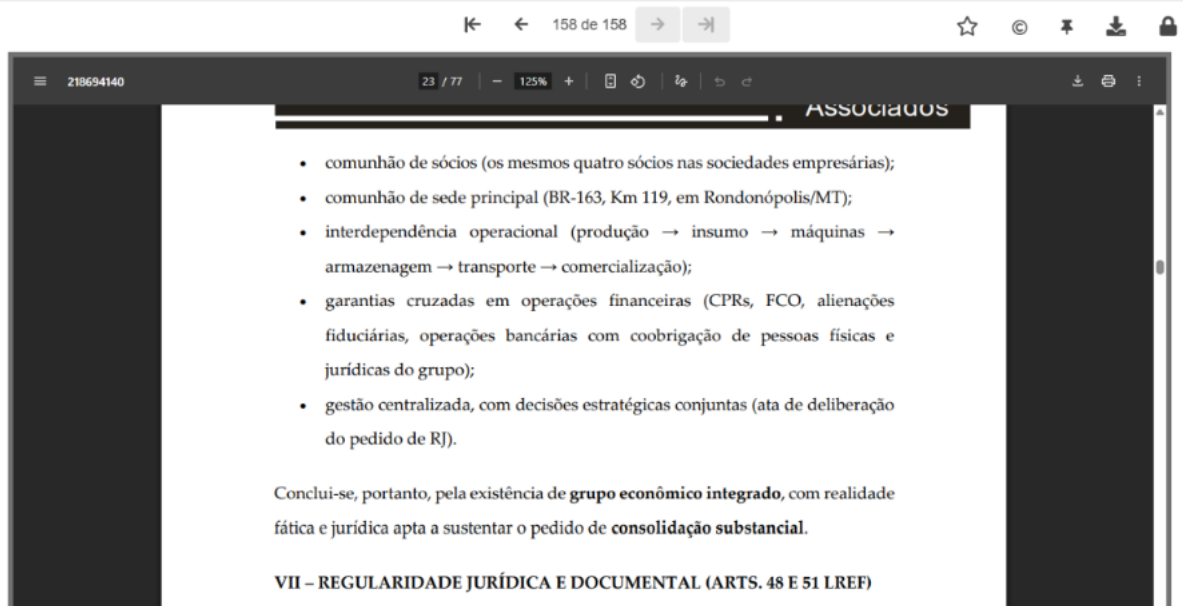 158 de 158
218694140
23 / 77
125%
Associados
• comunhão de sócios (os mesmos quatro sócios nas sociedades empresárias);
• comunhão de sede principal (BR-163, Km 119, em Rondonópolis/MT);
• interdependência operacional (produção → insumo → máquinas →
armazenagem → transporte → comercialização);
• garantias cruzadas em operações financeiras (CPRs, FCO, alienações
fiduciárias, operações bancárias com coobrigação de pessoas físicas e
jurídicas do grupo);
• gestão centralizada, com decisões estratégicas conjuntas (ata de deliberação
do pedido de RJ).
Conclui-se, portanto, pela existência de grupo econômico integrado, com realidade
fática e jurídica apta a sustentar o pedido de consolidação substancial.
VII – REGULARIDADE JURÍDICA E DOCUMENTAL (ARTS. 48 E 51 LREF)